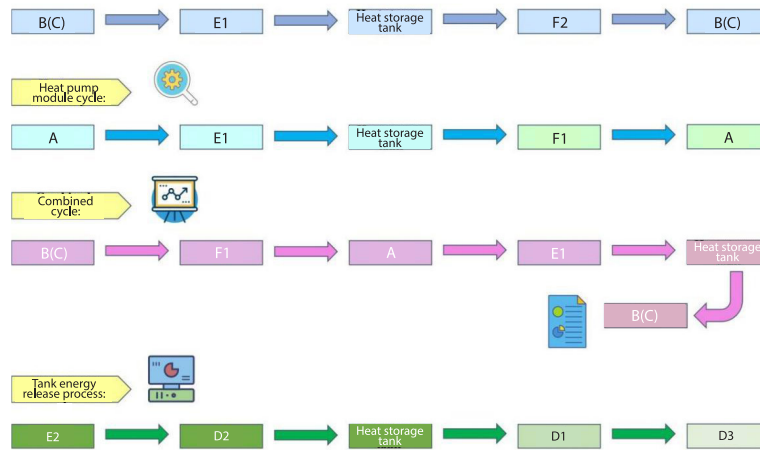 B(C) E1 Heat storage F2 B(C)
tank
Heat pump
module cycle:
A E1 Heat storage F1 A
tank
Combined
cycle:
B(C) F1 A E1 Heat storage
tank
B(C)
Tank energy
release process:
E2 D2 Heat storage D1 D3
tank